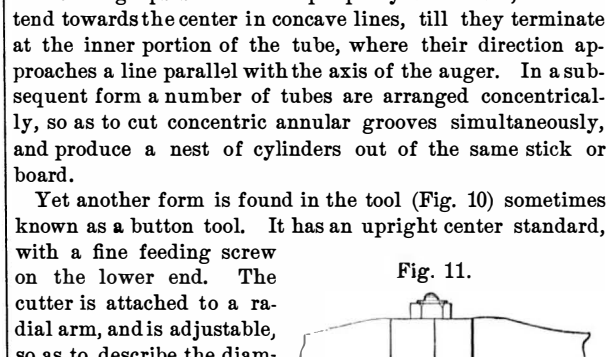 tend towards the center in concave lines, till they terminate
at the inner portion of the tube, where their direction ap-
proaches a line parallel with the axis of the auger. In a sub-
sequent form a number of tubes are arranged concentrical-
ly, so as to cut concentric annular grooves simultaneously,
and produce a nest of cylinders out of the same stick or
board.
Yet another form is found in the tool (Fig. 10) sometimes
known as a button tool. It has an upright center standard,
with a fine feeding screw
on the lower end. The
cutter is attached to a ra-
dial arm, and is adjustable,
so as to describe the diam-
Fig. 11.